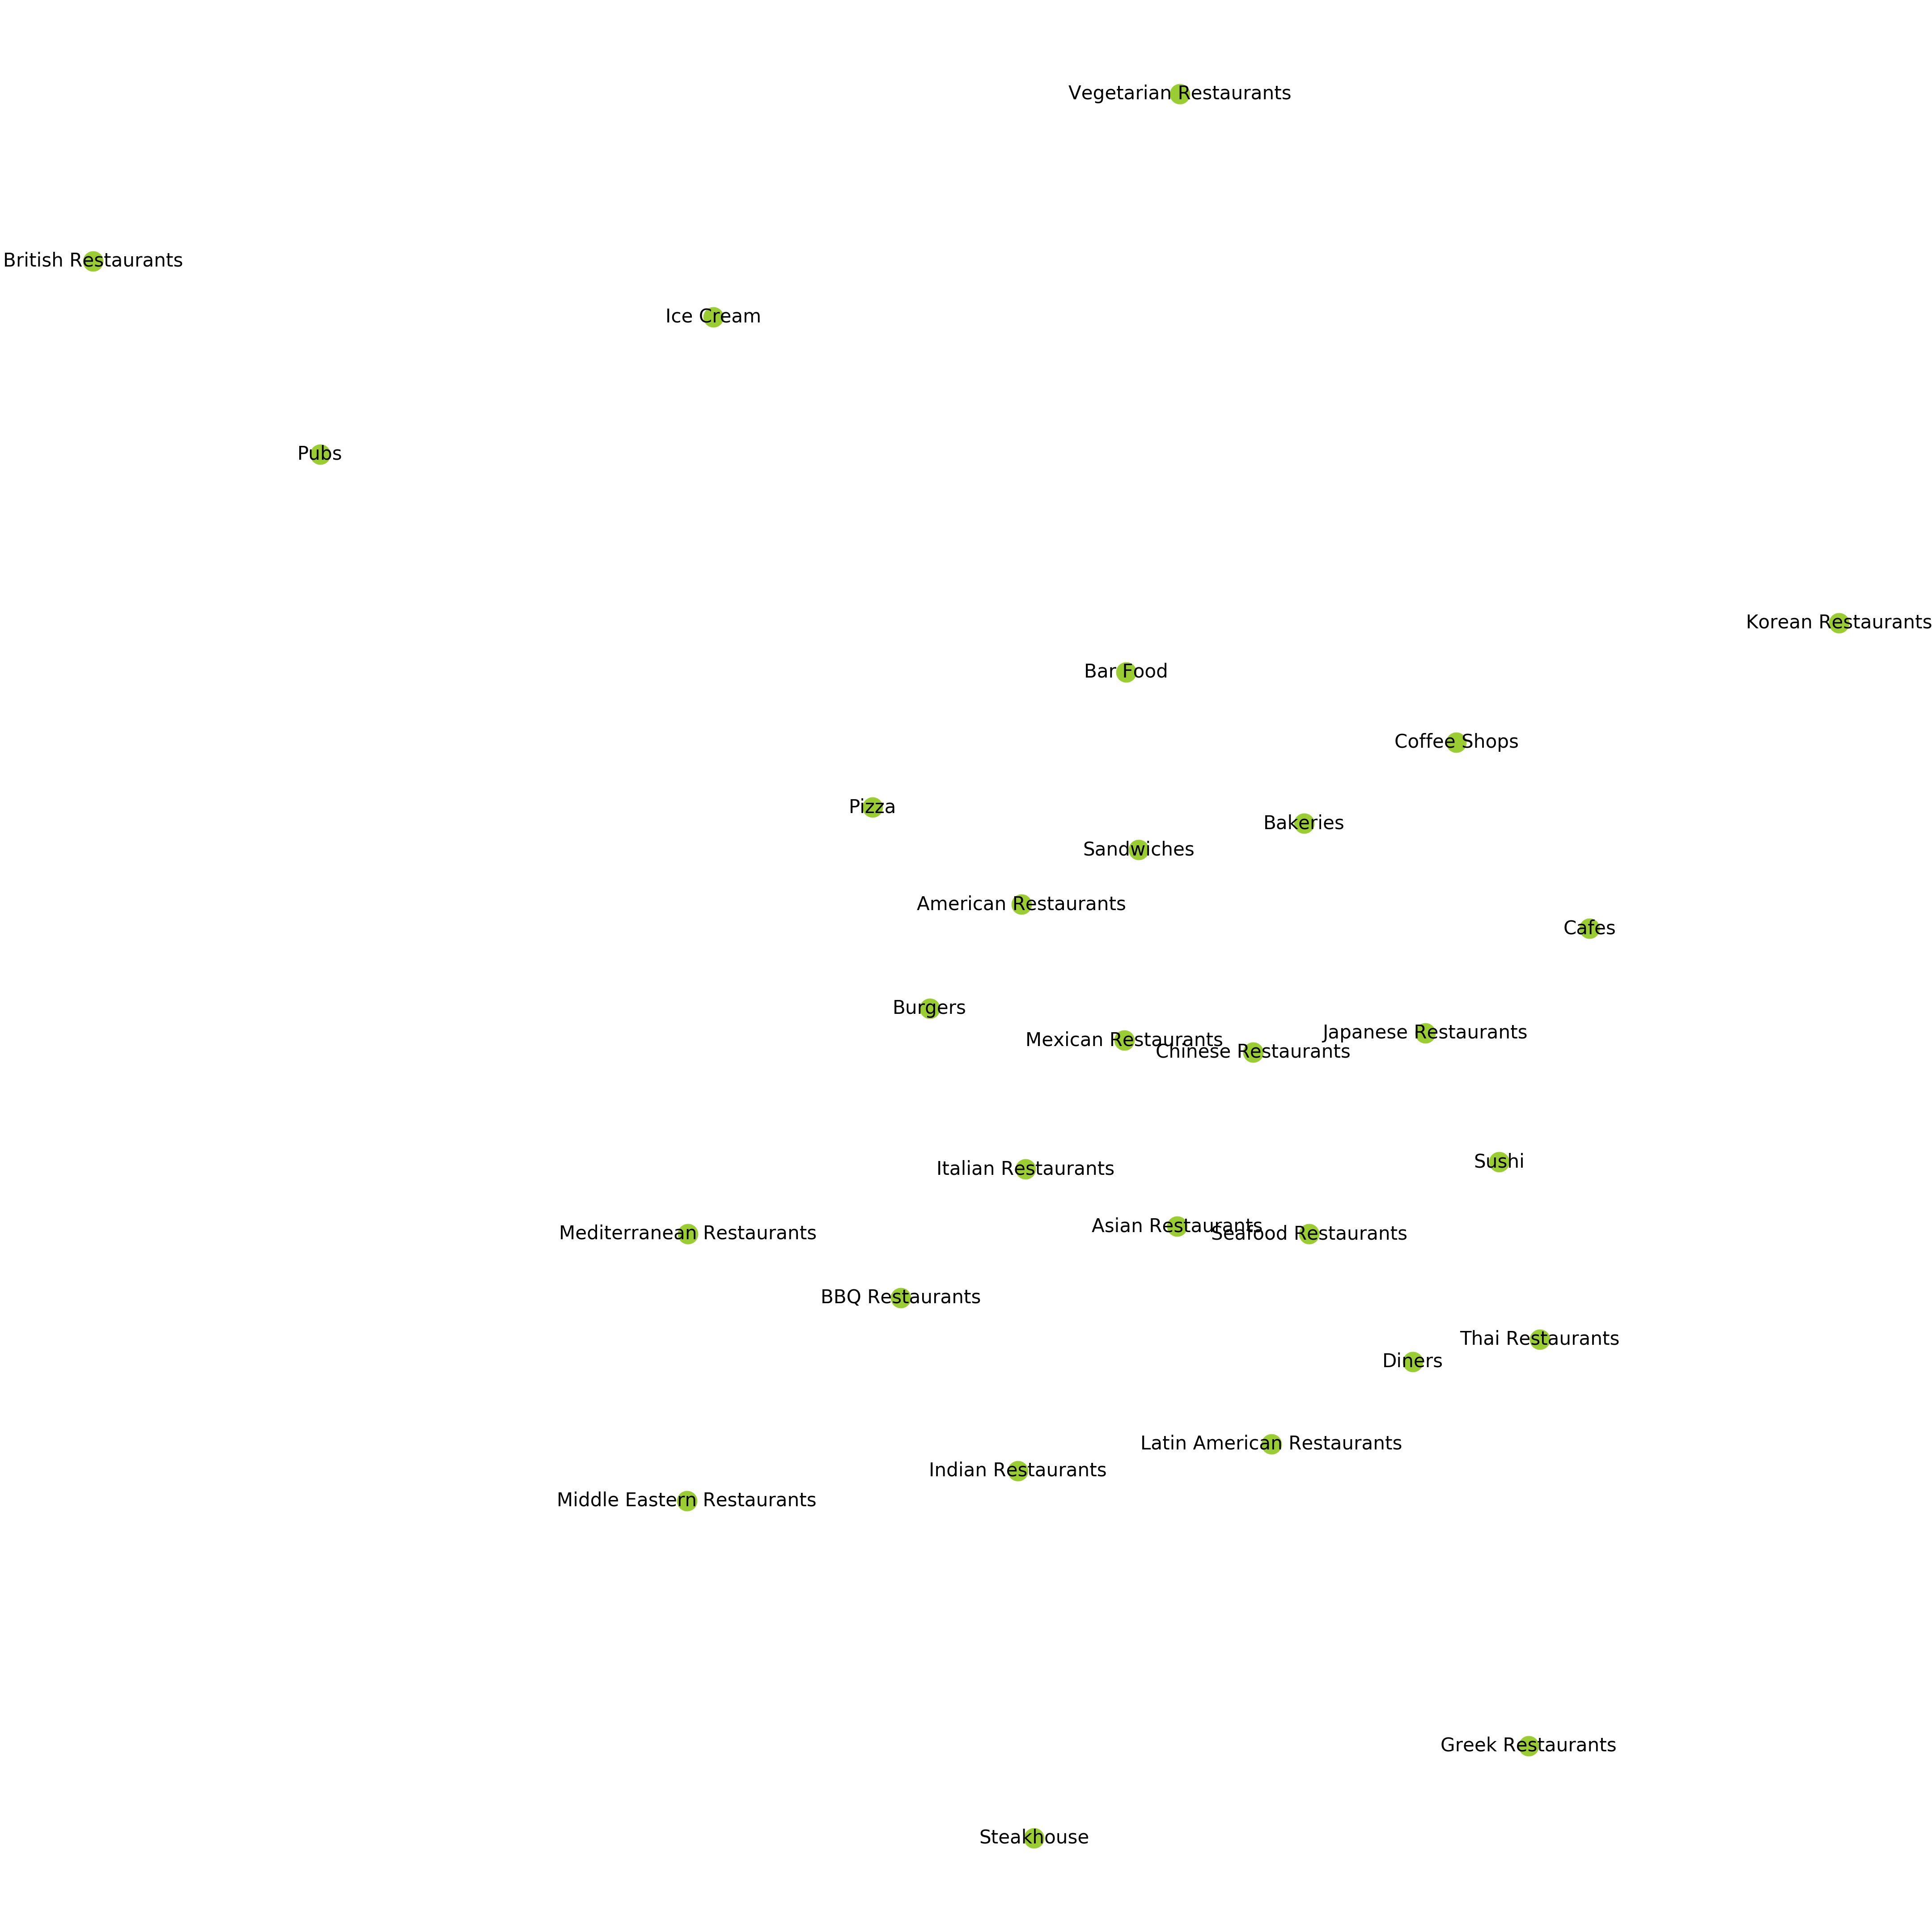 Vegetarian Restaurants
British Restaurants
Ice Cream
Pubs
Korean Restaurants
Bar Food
Coffee Shops
Pizza
Bakeries
Sandwiches
American Restaurants
Cafes
Burgers
Japanese Restaurants
Mexican Restaurants
Chinese Restaurants
Sushi
Italian Restaurants
Asian Restaurants
Seafood Restaurants
Mediterranean Restaurants
BBQ Restaurants
Thai Restaurants
Diners
Latin American Restaurants
Indian Restaurants
Middle Eastern Restaurants
Greek Restaurants
Steakhouse